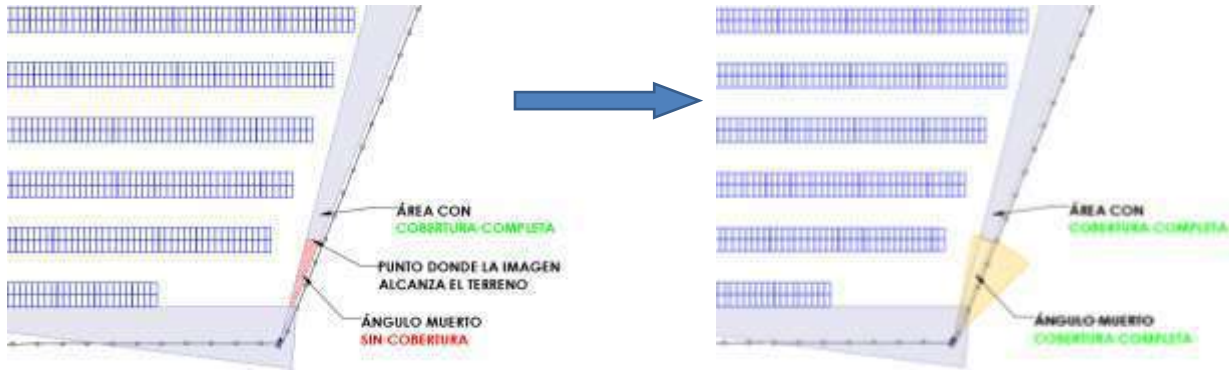 ÁREA CON
COBERTURA COMPLETA
PUNTO DONDE LA IMAGEN
ALCANZA EL TERRENO
ÁNGULO MUERTO
SIN COBERTURA
ÁREA CON
COBERTURA COMPLETA
ÁNGULO MUERTO
COBERTURA COMPLETA